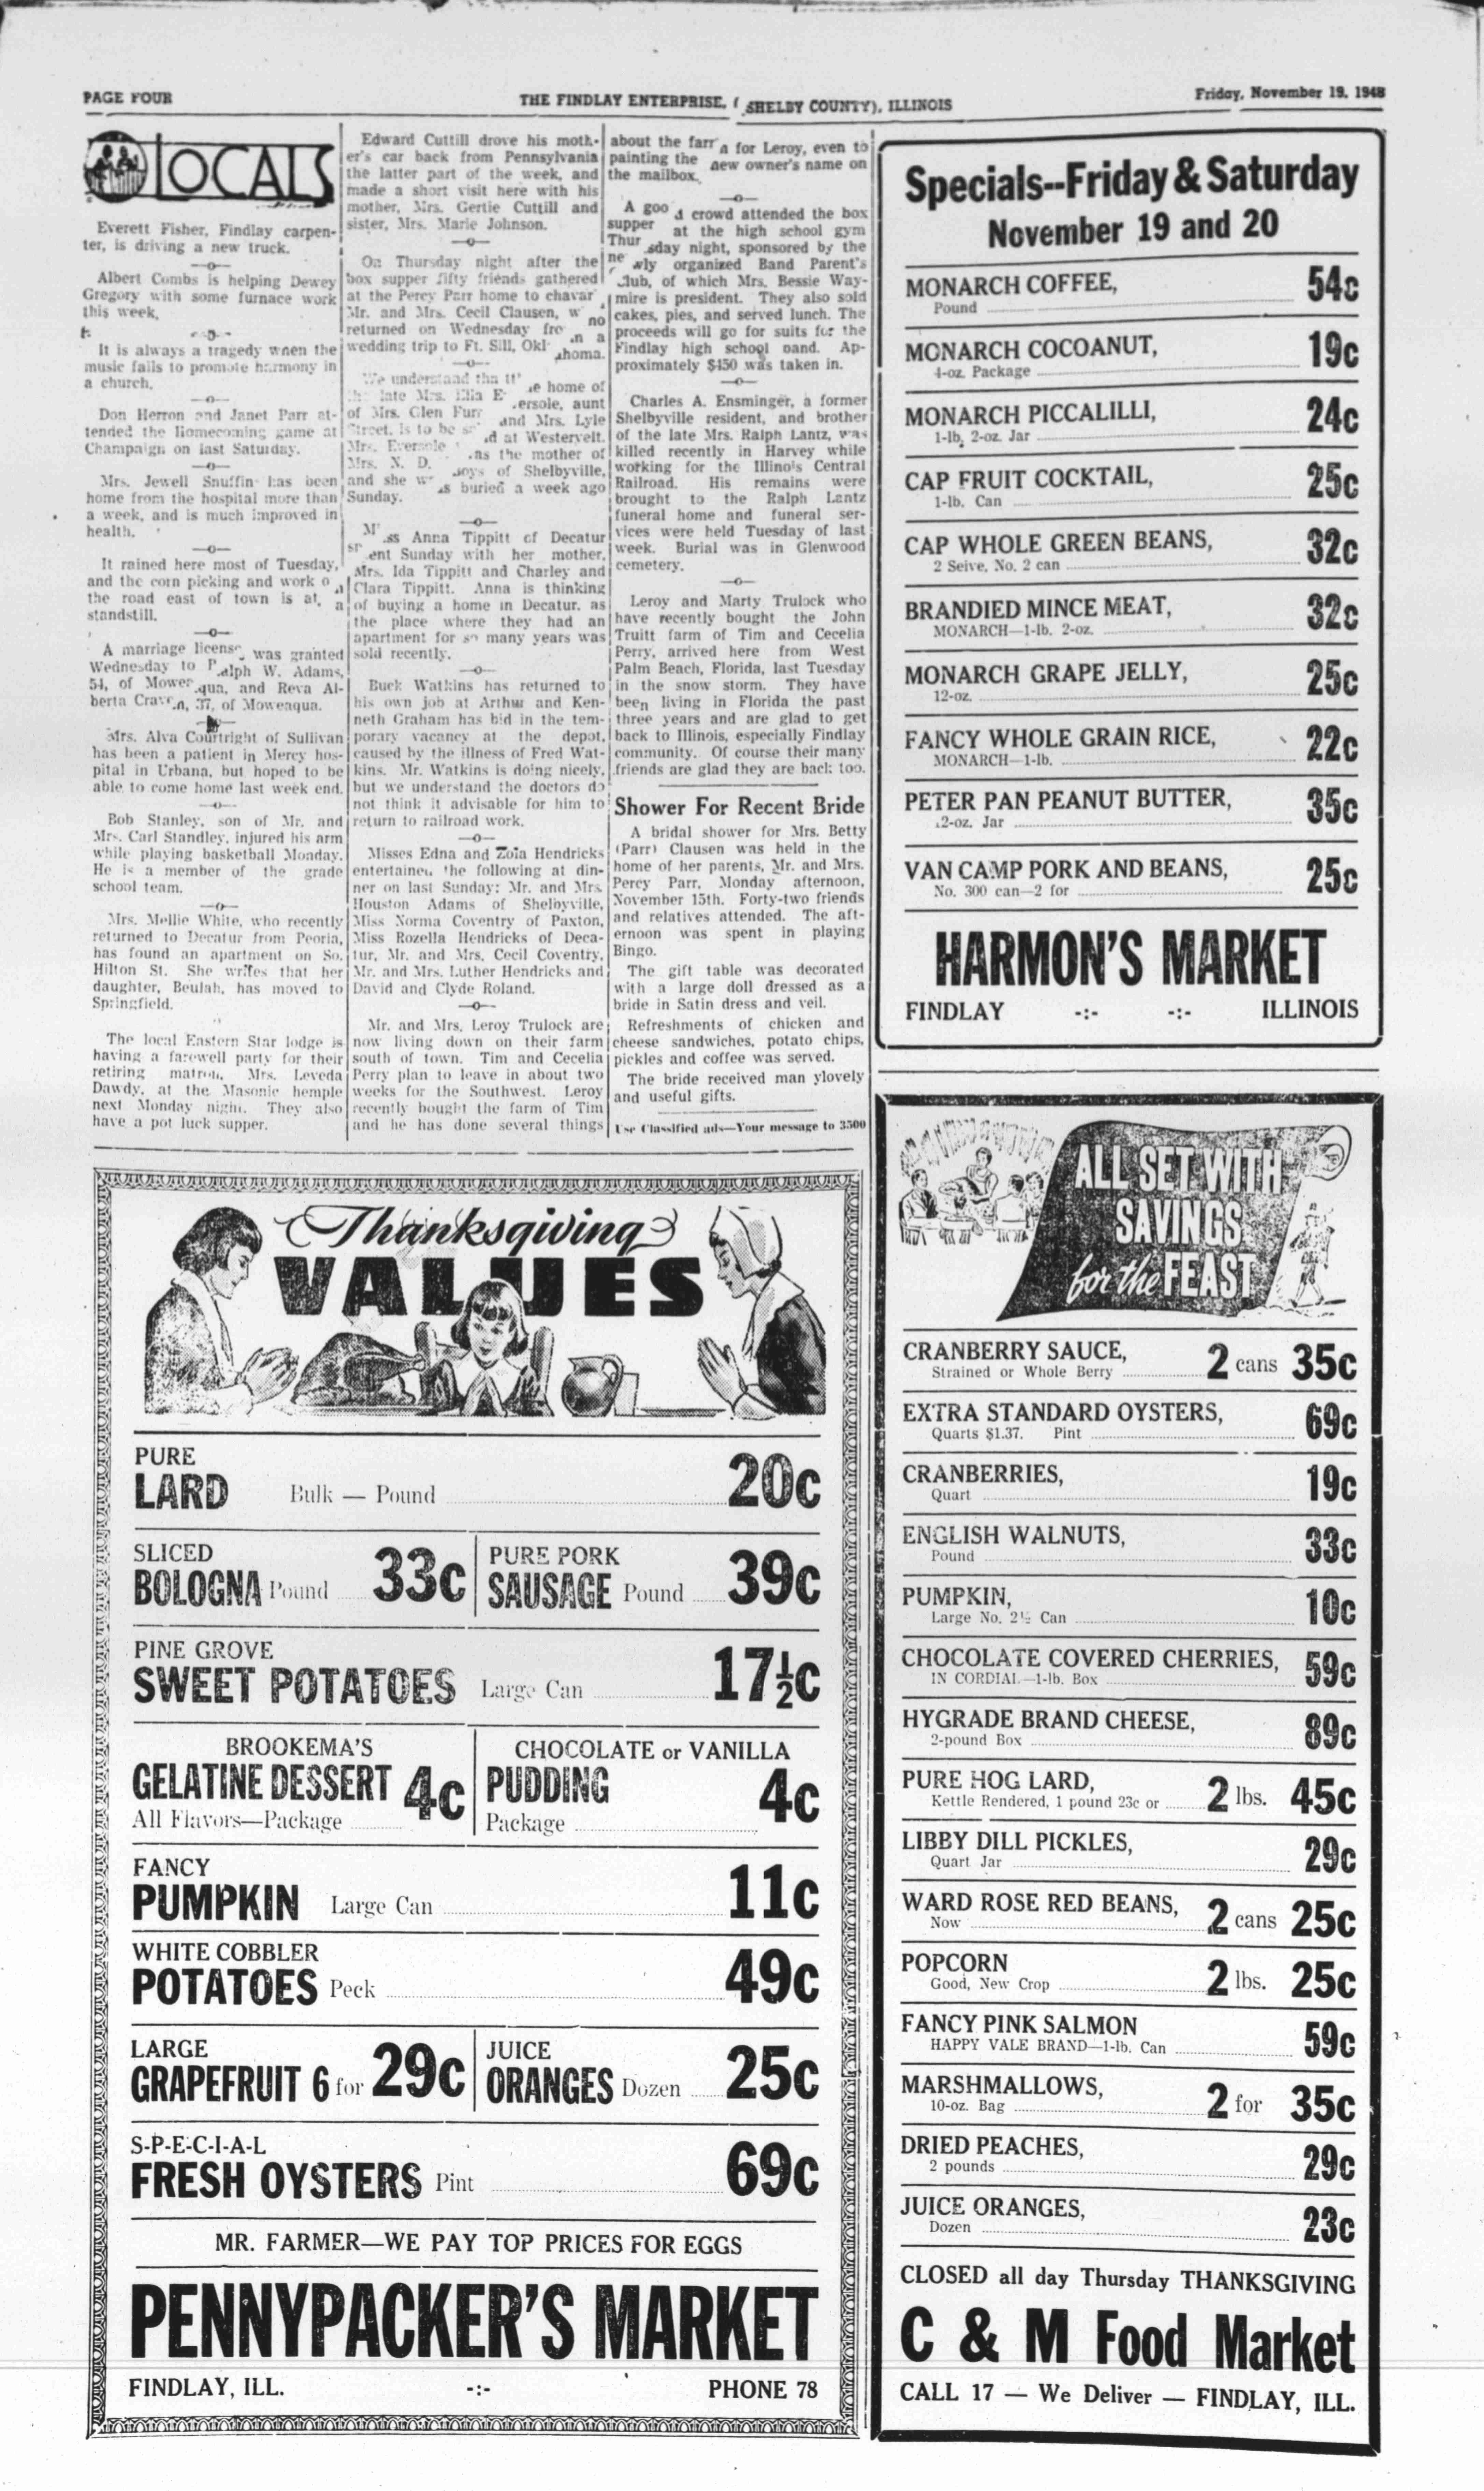 PAGE FOUR
THE FINDLAY ENTERPRISE, ( SHELBY COUNTY), ILLINOIS
Friday, November 19, 1948
LOCALS
Everett Fisher, Findlay carpen-
ter, is driving a new truck.
—o—
Albert Combs is helping Dewey
Gregory with some furnace work
this week.
It is always a tragedy when the
music fails to promote harmony in
a church.
—o—
Don Herron and Janet Parr at-
tended the Homecoming game at
Champaign on last Saturday.
—o—
Mrs. Jewell Snuffin has been
home from the hospital more than
a week, and is much improved in
health.
—o—
It rained here most of Tuesday,
and the corn picking and work o
the road east of town is at a
standstill.
—o—
A marriage license was granted
Wednesday to Ralph W. Adams,
54, of Moweaqua, and Reva Al-
berta Craven, 37, of Moweaqua.
Mrs. Alva Courtright of Sullivan
has been a patient in Mercy hos-
pital in Urbana, but hoped to be
able to come home last week end.
—o—
Bob Stanley, son of Mr. and
Mrs. Carl Standley, injured his arm
while playing basketball Monday.
He is a member of the grade
school team.
—o—
Mrs. Mellie White, who recently
returned to Decatur from Peoria,
has found an apartment on So.
Hilton St. She writes that her
daughter, Beulah, has moved to
Springfield.
The local Eastern Star lodge is
having a farewell party for their
retiring matron, Mrs. Leveda
Dawdy, at the Masonic hemple
next Monday night. They also
have a pot luck supper.
Edward Cuttill drove his moth-
er's car back from Pennsylvania
the latter part of the week, and
made a short visit here with his
mother, Mrs. Gertie Cuttill and
sister, Mrs. Marie Johnson.
—o—
On Thursday night after the
box supper fifty friends gathered
at the Percy Parr home to chavar
Mr. and Mrs. Cecil Clausen, w no
returned on Wednesday from a
wedding trip to Ft. Sill, Oklahoma.
—o—
We understand tha the home of
the late Mrs. Ella Eversole, aunt
of Mrs. Glen Furr and Mrs. Lyle
Street, is to be sold at Westervelt.
Mrs. Eversole was the mother of
Mrs. N. D. of Shelbyville,
and she was buried a week ago
Sunday.
—o—
Miss Anna Tippitt of Decatur
spent Sunday with her mother,
Mrs. Ida Tippitt and Charley and
Clara Tippitt. Anna is thinking
of buying a home in Decatur, as
the place where they had an
apartment for so many years was
sold recently.
—o—
Buck Watkins has returned to
his own job at Arthur and Ken-
neth Graham has bid in the tem-
porary vacancy at the depot,
caused by the illness of Fred Wat-
kins. Mr. Watkins is doing nicely,
but we understand the doctors do
not think it advisable for him to
return to railroad work.
—o—
Misses Edna and Zola Hendricks
entertained the following at din-
ner on last Sunday: Mr. and Mrs.
Houston Adams of Shelbyville,
Miss Norma Coventry of Paxton,
Miss Rozella Hendricks of Deca-
tur, Mr. and Mrs. Cecil Coventry,
Mr. and Mrs. Luther Hendricks and
David and Clyde Roland.
—o—
Mr. and Mrs. Leroy Trulock are
now living down on their farm
south of town. Tim and Cecelia
Perry plan to leave in about two
weeks for the Southwest. Leroy
recently bought the farm of Tim
and he has done several things
about the farm for Leroy, even to
painting the new owner's name on
the mailbox.
—o—
A good crowd attended the box
supper at the high school gym
Thursday night, sponsored by the
newly organized Band Parent's
Club, of which Mrs. Bessie Way-
mire is president. They also sold
cakes, pies, and served lunch. The
proceeds will go for suits for the
Findlay high school band. Ap-
proximately $450 was taken in.
—o—
Charles A. Ensminger, a former
Shelbyville resident, and brother
of the late Mrs. Ralph Lantz, was
killed recently in Harvey while
working for the Illinois Central
Railroad. His remains were
brought to the Ralph Lantz
funeral home and funeral ser-
vices were held Tuesday of last
week. Burial was in Glenwood
cemetery.
—o—
Leroy and Marty Trulock who
have recently bought the John
Truitt farm of Tim and Cecelia
Perry, arrived here from West
Palm Beach, Florida, last Tuesday
in the snow storm. They have
been living in Florida the past
three years and are glad to get
back to Illinois, especially Findlay
community. Of course their many
friends are glad they are back too.
Shower For Recent Bride
A bridal shower for Mrs. Betty
(Parr) Clausen was held in the
home of her parents, Mr. and Mrs.
Percy Parr, Monday afternoon,
November 15th. Forty-two friends
and relatives attended. The aft-
ernoon was spent in playing
Bingo.
The gift table was decorated
with a large doll dressed as a
bride in Satin dress and veil.
Refreshments of chicken and
cheese sandwiches, potato chips,
pickles and coffee was served.
The bride received man ylovely
and useful gifts.
Use Classified ads—Your message to 3500
Specials--Friday & Saturday
November 19 and 20
MONARCH COFFEE,
Pound 54c
MONARCH COCOANUT,
4-oz. Package 19c
MONARCH PICCALILLI,
1-lb. 2-oz. Jar 24c
CAP FRUIT COCKTAIL,
1-lb. Can 25c
CAP WHOLE GREEN BEANS,
2 Seive, No. 2 can 32c
BRANDIED MINCE MEAT,
MONARCH—1-lb. 2-oz. 32c
MONARCH GRAPE JELLY,
12-oz. 25c
FANCY WHOLE GRAIN RICE,
MONARCH—1-lb. 22c
PETER PAN PEANUT BUTTER,
12-oz. Jar 35c
VAN CAMP PORK AND BEANS,
No. 300 can—2 for 25c
HARMON'S MARKET
FINDLAY -:- -:- ILLINOIS
Thanksgiving
VALUES
PURE
LARD Bulk — Pound 20c
SLICED
BOLOGNA Pound 33c
PURE PORK
SAUSAGE Pound 39c
PINE GROVE
SWEET POTATOES Large Can 17½c
BROOKEMA'S
GELATINE DESSERT 4c
All Flavors—Package
CHOCOLATE or VANILLA
PUDDING 4c
Package
FANCY
PUMPKIN Large Can 11c
WHITE COBBLER
POTATOES Peck 49c
LARGE
GRAPEFRUIT 6 for 29c
JUICE
ORANGES Dozen 25c
S-P-E-C-I-A-L
FRESH OYSTERS Pint 69c
MR. FARMER—WE PAY TOP PRICES FOR EGGS
PENNYPACKER'S MARKET
FINDLAY, ILL. -:- PHONE 78
ALL SET WITH
SAVINGS
for the FEAST
CRANBERRY SAUCE,
Strained or Whole Berry 2 cans 35c
EXTRA STANDARD OYSTERS,
Quarts $1.37. Pint 69c
CRANBERRIES,
Quart 19c
ENGLISH WALNUTS,
Pound 33c
PUMPKIN,
Large No. 2½ Can 10c
CHOCOLATE COVERED CHERRIES,
IN CORDIAL—1-lb. Box 59c
HYGRADE BRAND CHEESE,
2-pound Box 89c
PURE HOG LARD,
Kettle Rendered, 1 pound 23c or 2 lbs. 45c
LIBBY DILL PICKLES,
Quart Jar 29c
WARD ROSE RED BEANS,
Now 2 cans 25c
POPCORN
Good, New Crop 2 lbs. 25c
FANCY PINK SALMON
HAPPY VALE BRAND—1-lb. Can 59c
MARSHMALLOWS,
10-oz. Bag 2 for 35c
DRIED PEACHES,
2 pounds 29c
JUICE ORANGES,
Dozen 23c
CLOSED all day Thursday THANKSGIVING
C & M Food Market
CALL 17 — We Deliver — FINDLAY, ILL.